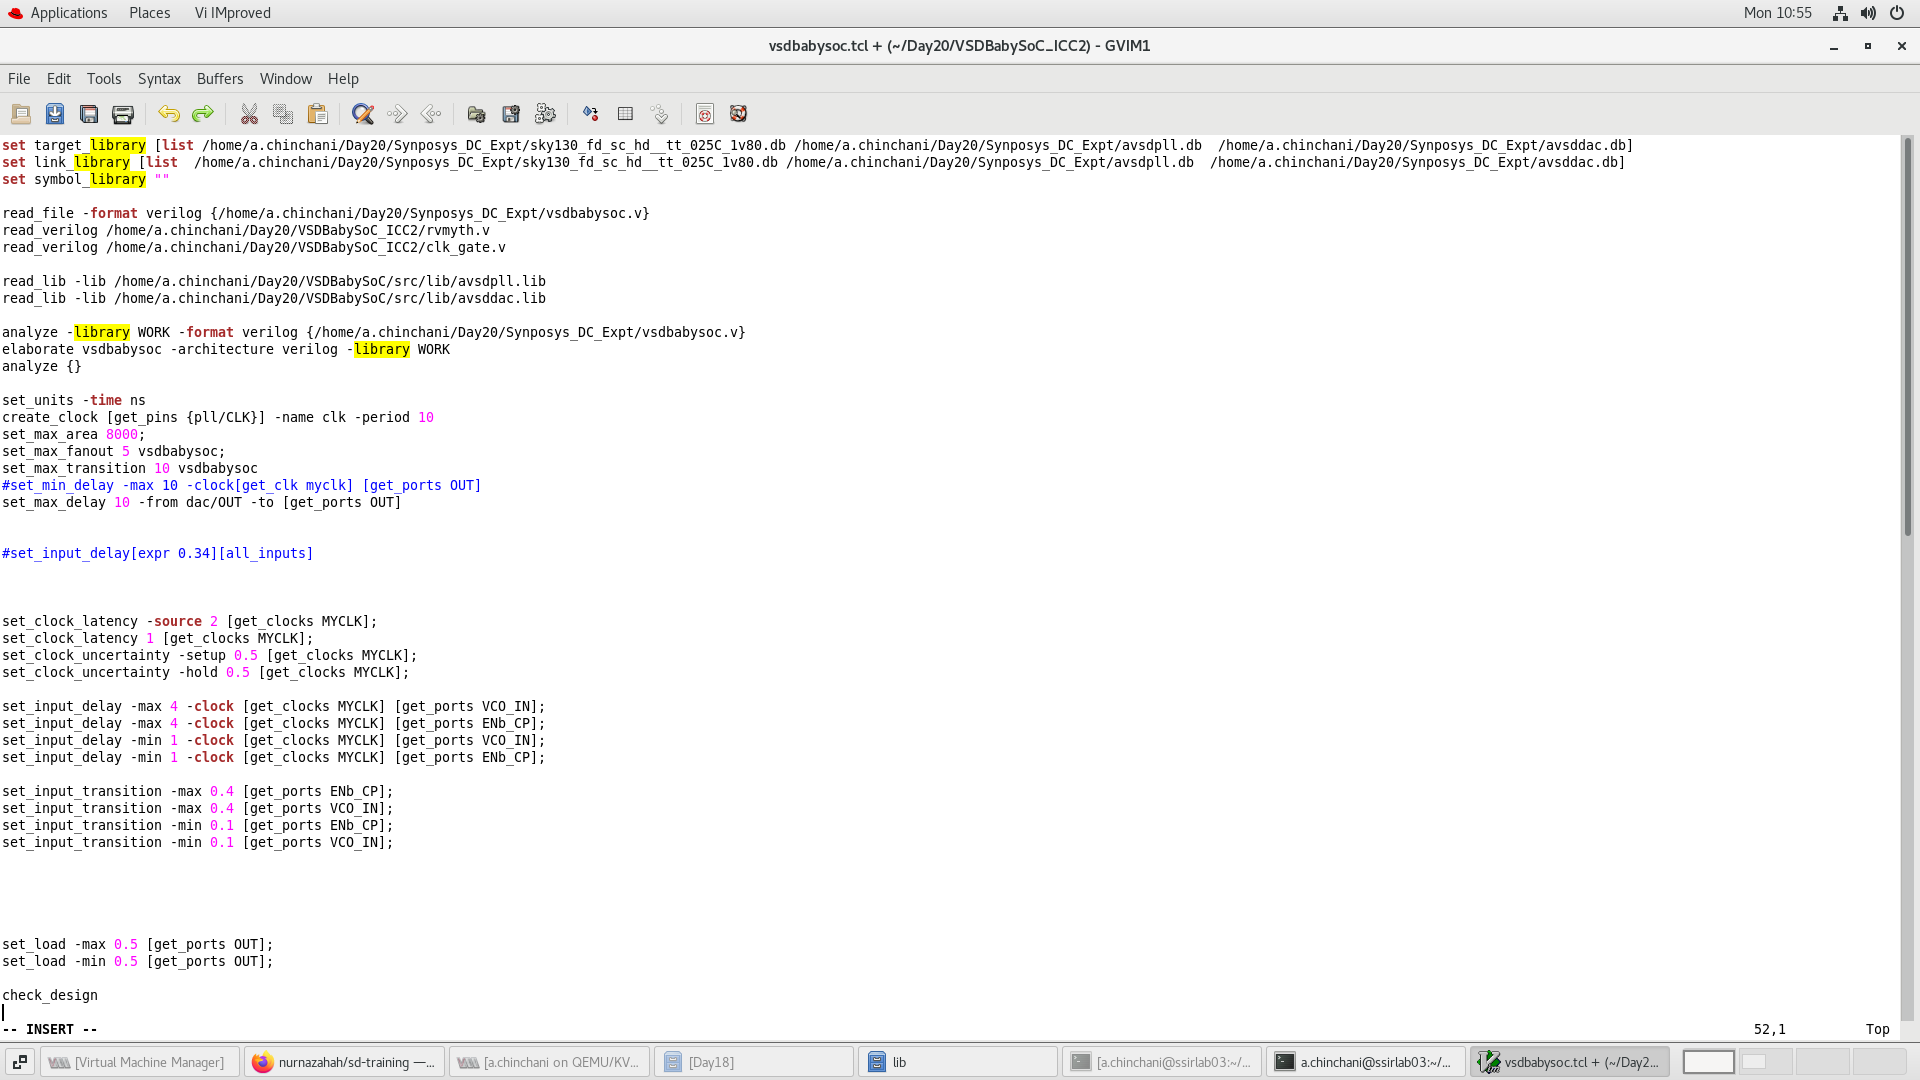 Applications Places Vi IMproved Mon 10:55
vsdbabysoc.tcl + (~/Day20/VSDBabySoC_ICC2) - GVIM1
File Edit Tools Syntax Buffers Window Help
set target_library [list /home/a.chinchani/Day20/Synposys_DC_Expt/sky130_fd_sc_hd__tt_025C_1v80.db /home/a.chinchani/Day20/Synposys_DC_Expt/avsdpll.db  /home/a.chinchani/Day20/Synposys_DC_Expt/avsddac.db]
set link_library [list  /home/a.chinchani/Day20/Synposys_DC_Expt/sky130_fd_sc_hd__tt_025C_1v80.db /home/a.chinchani/Day20/Synposys_DC_Expt/avsdpll.db  /home/a.chinchani/Day20/Synposys_DC_Expt/avsddac.db]
set symbol_library ""
read_file -format verilog {/home/a.chinchani/Day20/Synposys_DC_Expt/vsdbabysoc.v}
read_verilog /home/a.chinchani/Day20/VSDBabySoC_ICC2/rvmyth.v
read_verilog /home/a.chinchani/Day20/VSDBabySoC_ICC2/clk_gate.v
read_lib -lib /home/a.chinchani/Day20/VSDBabySoC/src/lib/avsdpll.lib
read_lib -lib /home/a.chinchani/Day20/VSDBabySoC/src/lib/avsddac.lib
analyze -library WORK -format verilog {/home/a.chinchani/Day20/Synposys_DC_Expt/vsdbabysoc.v}
elaborate vsdbabysoc -architecture verilog -library WORK
analyze {}
set_units -time ns
create_clock [get_pins {pll/CLK}] -name clk -period 10
set_max_area 8000;
set_max_fanout 5 vsdbabysoc;
set_max_transition 10 vsdbabysoc
#set_min_delay -max 10 -clock[get_clk myclk] [get_ports OUT]
set_max_delay 10 -from dac/OUT -to [get_ports OUT]
#set_input_delay[expr 0.34][all_inputs]
set_clock_latency -source 2 [get_clocks MYCLK];
set_clock_latency 1 [get_clocks MYCLK];
set_clock_uncertainty -setup 0.5 [get_clocks MYCLK];
set_clock_uncertainty -hold 0.5 [get_clocks MYCLK];
set_input_delay -max 4 -clock [get_clocks MYCLK] [get_ports VCO_IN];
set_input_delay -max 4 -clock [get_clocks MYCLK] [get_ports ENb_CP];
set_input_delay -min 1 -clock [get_clocks MYCLK] [get_ports VCO_IN];
set_input_delay -min 1 -clock [get_clocks MYCLK] [get_ports ENb_CP];
set_input_transition -max 0.4 [get_ports ENb_CP];
set_input_transition -max 0.4 [get_ports VCO_IN];
set_input_transition -min 0.1 [get_ports ENb_CP];
set_input_transition -min 0.1 [get_ports VCO_IN];
set_load -max 0.5 [get_ports OUT];
set_load -min 0.5 [get_ports OUT];
check_design
-- INSERT -- 52,1 Top
[Virtual Machine Manager] nurnazahah/sd-training —... [a.chinchani on QEMU/KV... [Day18] lib [a.chinchani@ssirlab03:~/... a.chinchani@ssirlab03:~/... vsdbabysoc.tcl + (~/Day2...